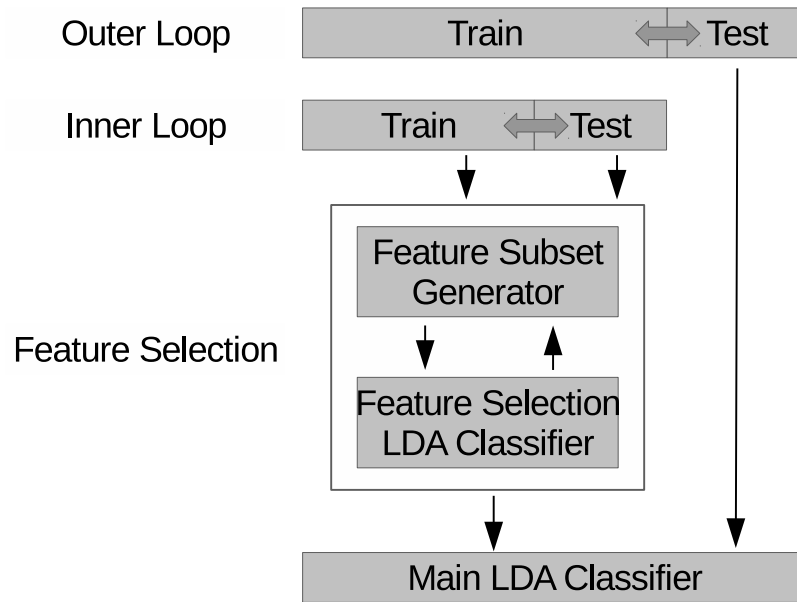 Outer Loop Train Test
Inner Loop Train Test
Feature Subset
Generator
Feature Selection
Feature Selection
LDA Classifier
Main LDA Classifier